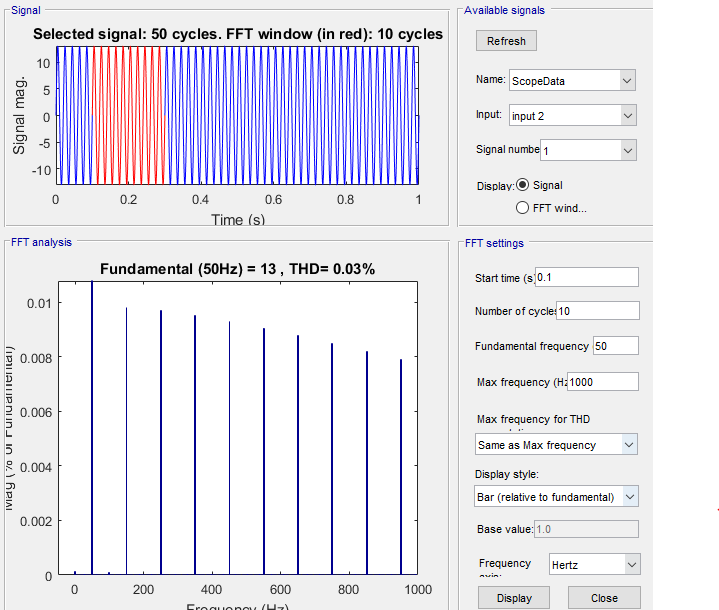 Signal
Selected signal: 50 cycles. FFT window (in red): 10 cycles
Signal mag.
10
5
0
-5
-10
0
0.2
0.4
0.6
0.8
1
Time (s)
Available signals
Refresh
Name:
ScopeData
Input:
input 2
Signal numbe
1
Display:
Signal
FFT wind...
FFT analysis
Fundamental (50Hz) = 13 , THD= 0.03%
Mag (% of Fundamental)
0.01
0.008
0.006
0.004
0.002
0
0
200
400
600
800
1000
Frequency (Hz)
FFT settings
Start time (s
0.1
Number of cycles
10
Fundamental frequency
50
Max frequency (Hz
1000
Max frequency for THD
Same as Max frequency
Display style:
Bar (relative to fundamental)
Base value:
1.0
Frequency
Hertz
Display
Close